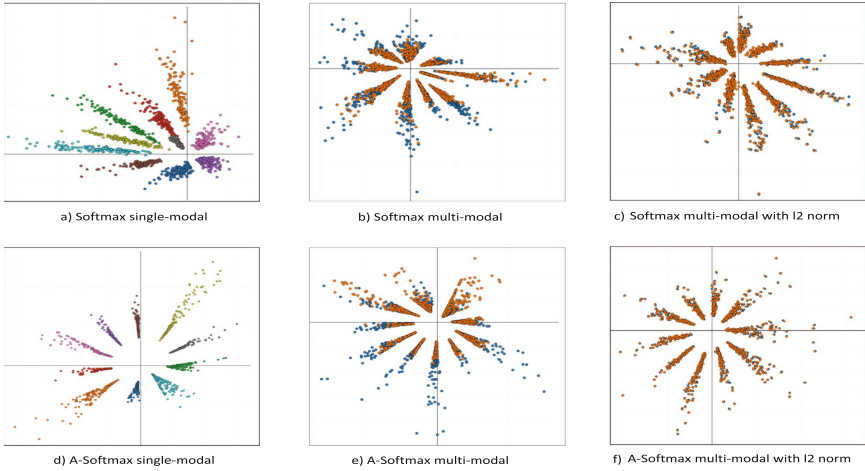 a) Softmax single-modal
b) Softmax multi-modal
c) Softmax multi-modal with l2 norm
d) A-Softmax single-modal
e) A-Softmax multi-modal
f) A-Softmax multi-modal with l2 norm